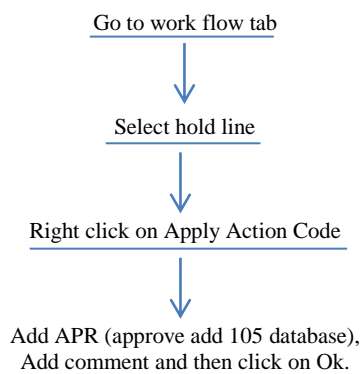 Go to work flow tab
Select hold line
Right click on Apply Action Code
Add APR (approve add 105 database),
Add comment and then click on Ok.